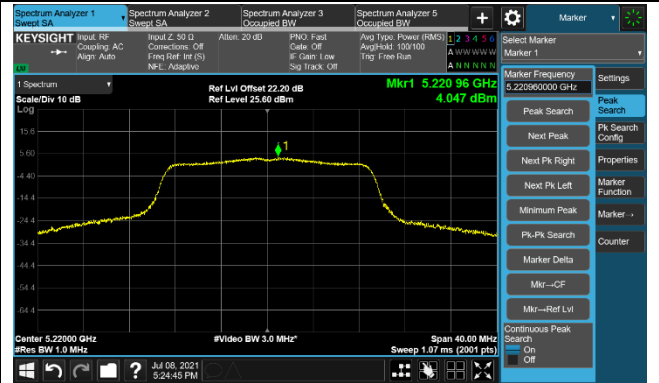 Spectrum Analyzer 1
Swept SA
Spectrum Analyzer 2
Swept SA
Spectrum Analyzer 3
Occupied BW
Spectrum Analyzer 5
Occupied BW
+
Marker
KEYSIGHT
Input: RF
Coupling: AC
Align: Auto
Input Z: 50 Ω
Corrections: Off
Freq Ref: Int (S)
NFE: Adaptive
Atten: 20 dB
PNO: Fast
Gate: Off
IF Gain: Low
Sig Track: Off
Avg Type: Power (RMS)
Avg|Hold: 100/100
Trig: Free Run
1 2 3 4 5 6
A W W W W W
A N N N N N
LXI
Select Marker
Marker 1
1 Spectrum
Scale/Div 10 dB
Log
Ref Lvl Offset 22.20 dB
Ref Level 25.60 dBm
Mkr1 5.220 96 GHz
4.047 dBm
15.6
5.60
-4.40
-14.4
-24.4
-34.4
-44.4
-54.4
-64.4
1
Center 5.22000 GHz
#Res BW 1.0 MHz
#Video BW 3.0 MHz*
Span 40.00 MHz
Sweep 1.07 ms (2001 pts)
Marker Frequency
5.220960000 GHz
Peak Search
Next Peak
Next Pk Right
Next Pk Left
Minimum Peak
Pk-Pk Search
Marker Delta
Mkr→CF
Mkr→Ref Lvl
Continuous Peak
Search
On
Off
Settings
Peak
Search
Pk Search
Config
Properties
Marker
Function
Marker→
Counter
?
Jul 08, 2021
5:24:45 PM